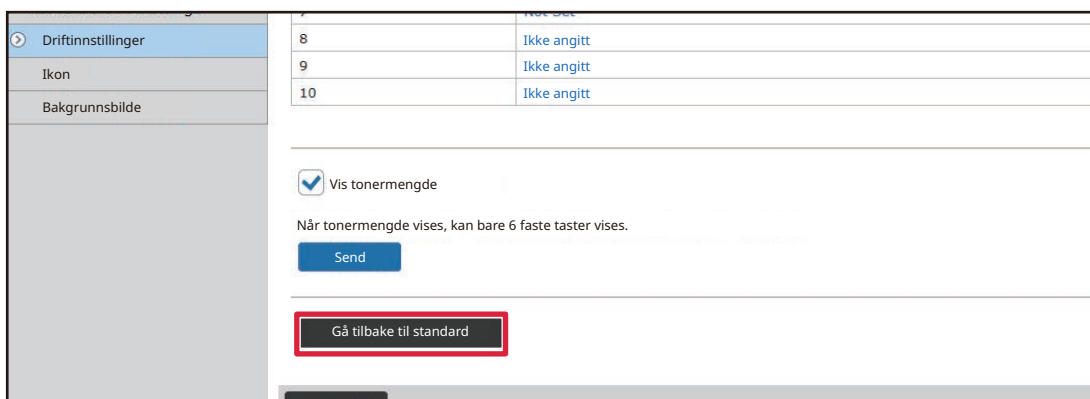 Driftinnstillinger
Ikon
Bakgrunnsbilde
8 Ikke angitt
9 Ikke angitt
10 Ikke angitt
Vis tonermengde
Når tonermengde vises, kan bare 6 faste taster vises.
Send
Gå tilbake til standard